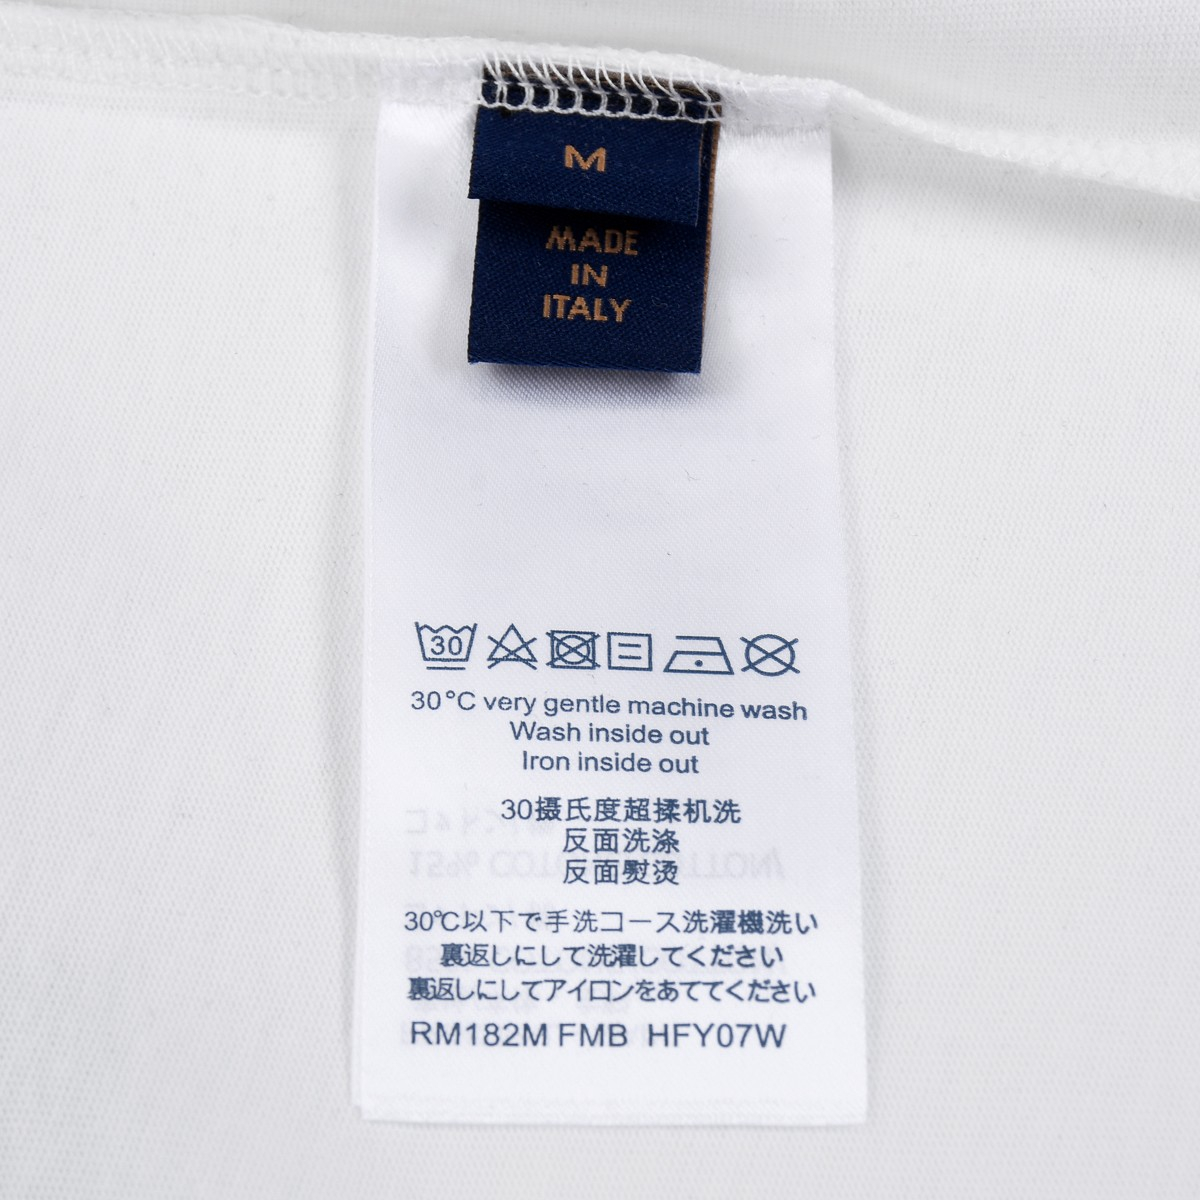 M
MADE
IN
ITALY
30
30°C very gentle machine wash
Wash inside out
Iron inside out
30摄氏度超揉机洗
反面洗涤
反面熨烫
30℃以下で手洗コース洗濯機洗い
裏返しにして洗濯してください
裏返しにしてアイロンをあててください
RM182M FMB HFY07W